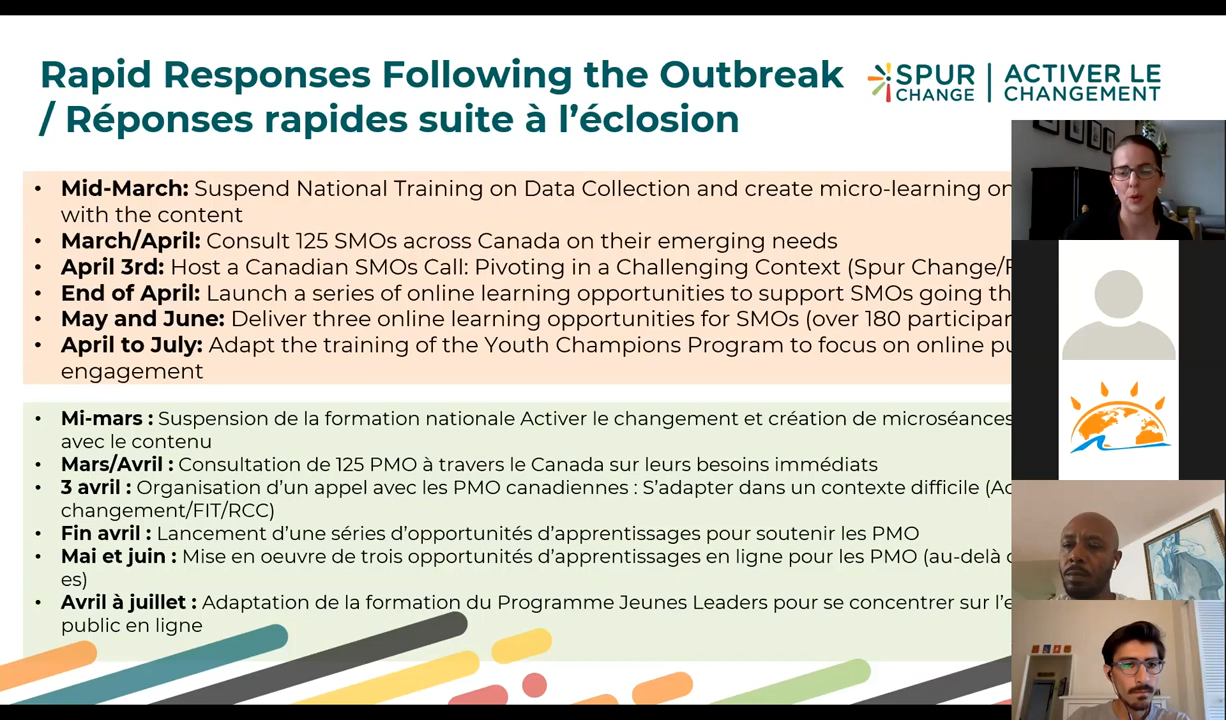 Rapid Responses Following the Outbreak
/ Réponses rapides suite à l’éclosion
SPUR CHANGE | ACTIVER LE CHANGEMENT
• Mid-March: Suspend National Training on Data Collection and create micro-learning
with the content
• March/April: Consult 125 SMOs across Canada on their emerging needs
• April 3rd: Host a Canadian SMOs Call: Pivoting in a Challenging Context (Spur Change/
• End of April: Launch a series of online learning opportunities to support SMOs going
• May and June: Deliver three online learning opportunities for SMOs (over 180
• April to July: Adapt the training of the Youth Champions Program to focus on online
engagement
• Mi-mars : Suspension de la formation nationale Activer le changement et création de microséances
avec le contenu
• Mars/Avril : Consultation de 125 PMO à travers le Canada sur leurs besoins immédiats
• 3 avril : Organisation d’un appel avec les PMO canadiennes : S’adapter dans un contexte difficile
changement/FIT/RCC)
• Fin avril : Lancement d’une séries d’opportunités d’apprentissages pour soutenir les PMO
• Mai et juin : Mise en oeuvre de trois opportunités d’apprentissages en ligne pour les PMO (au-delà
es)
• Avril à juillet : Adaptation de la formation du Programme Jeunes Leaders pour se concentrer sur
public en ligne